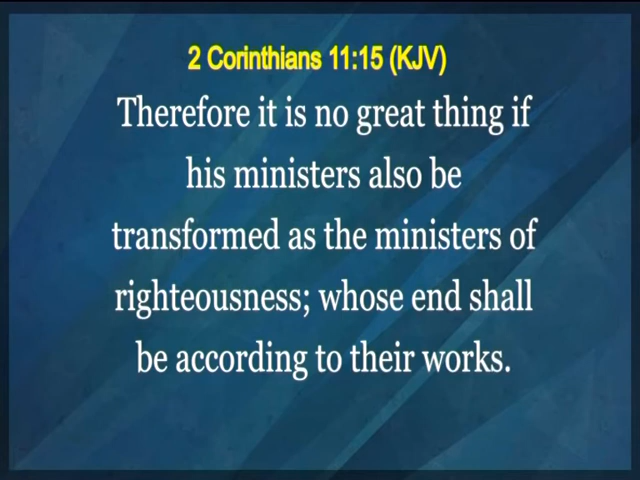 2 Corinthians 11:15 (KJV)
Therefore it is no great thing if
his ministers also be
transformed as the ministers of
righteousness; whose end shall
be according to their works.